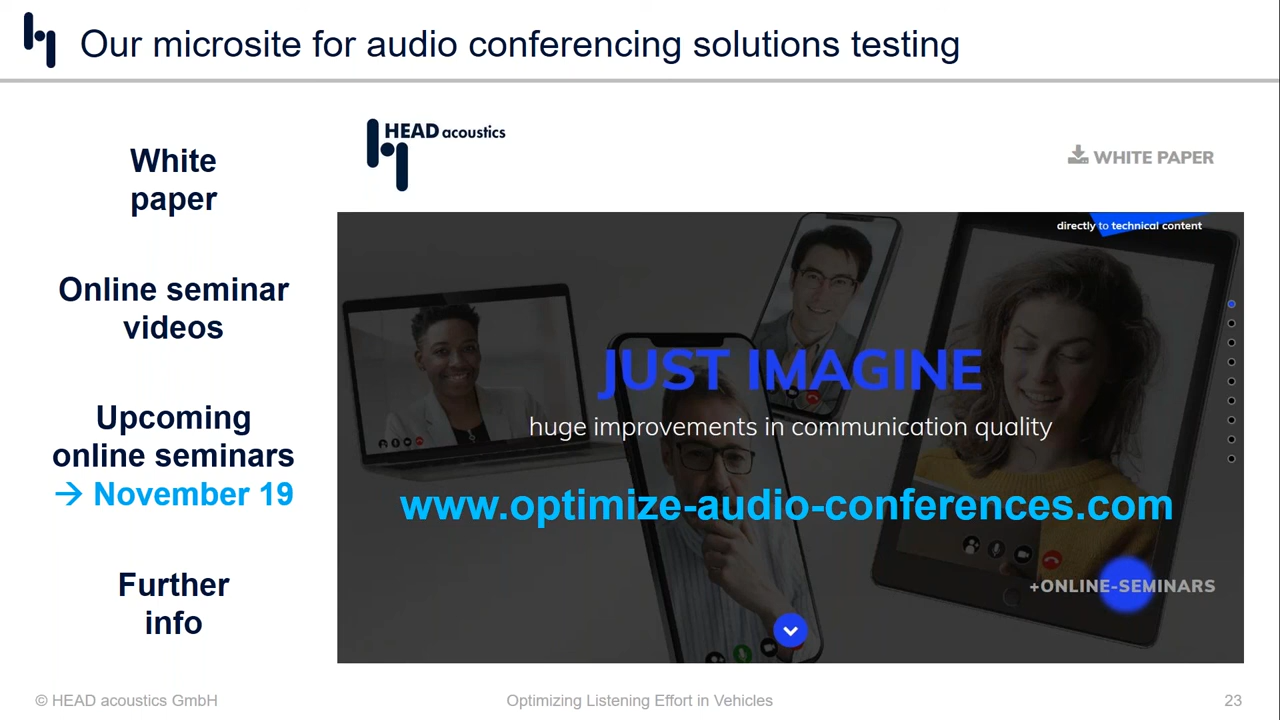 Our microsite for audio conferencing solutions testing
White
paper
Online seminar
videos
Upcoming
online seminars
→ November 19
Further
info
HEAD acoustics
WHITE PAPER
directly to technical content
JUST IMAGINE
huge improvements in communication quality
www.optimize-audio-conferences.com
+ONLINE-SEMINARS
© HEAD acoustics GmbH
Optimizing Listening Effort in Vehicles
23